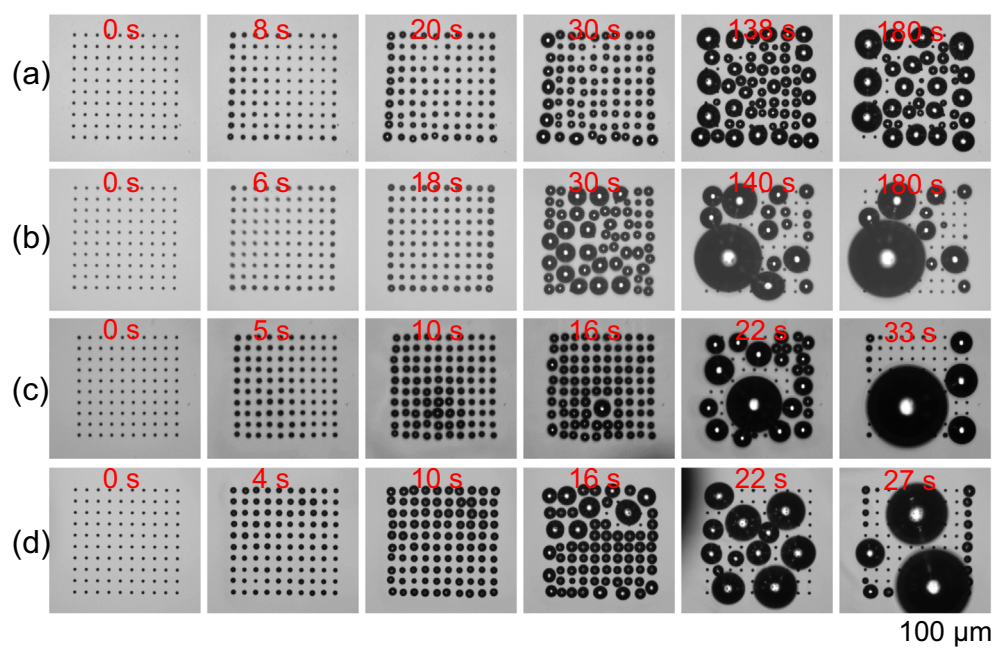 0 s 8 s 20 s 30 s 138 s 180 s
(a)
0 s 6 s 18 s 30 s 140 s 180 s
(b)
0 s 5 s 10 s 16 s 22 s 33 s
(c)
0 s 4 s 10 s 16 s 22 s 27 s
(d)
100 µm